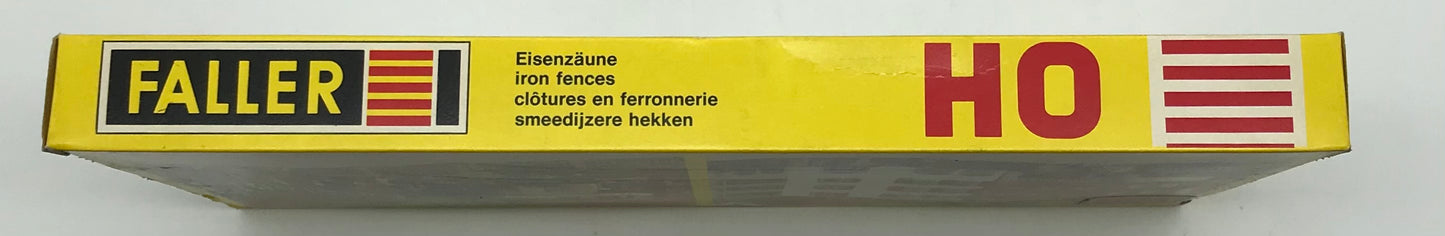 FALLER
Eisenzäune
iron fences
clôtures en ferronnerie
smeedijzere hekken
HO